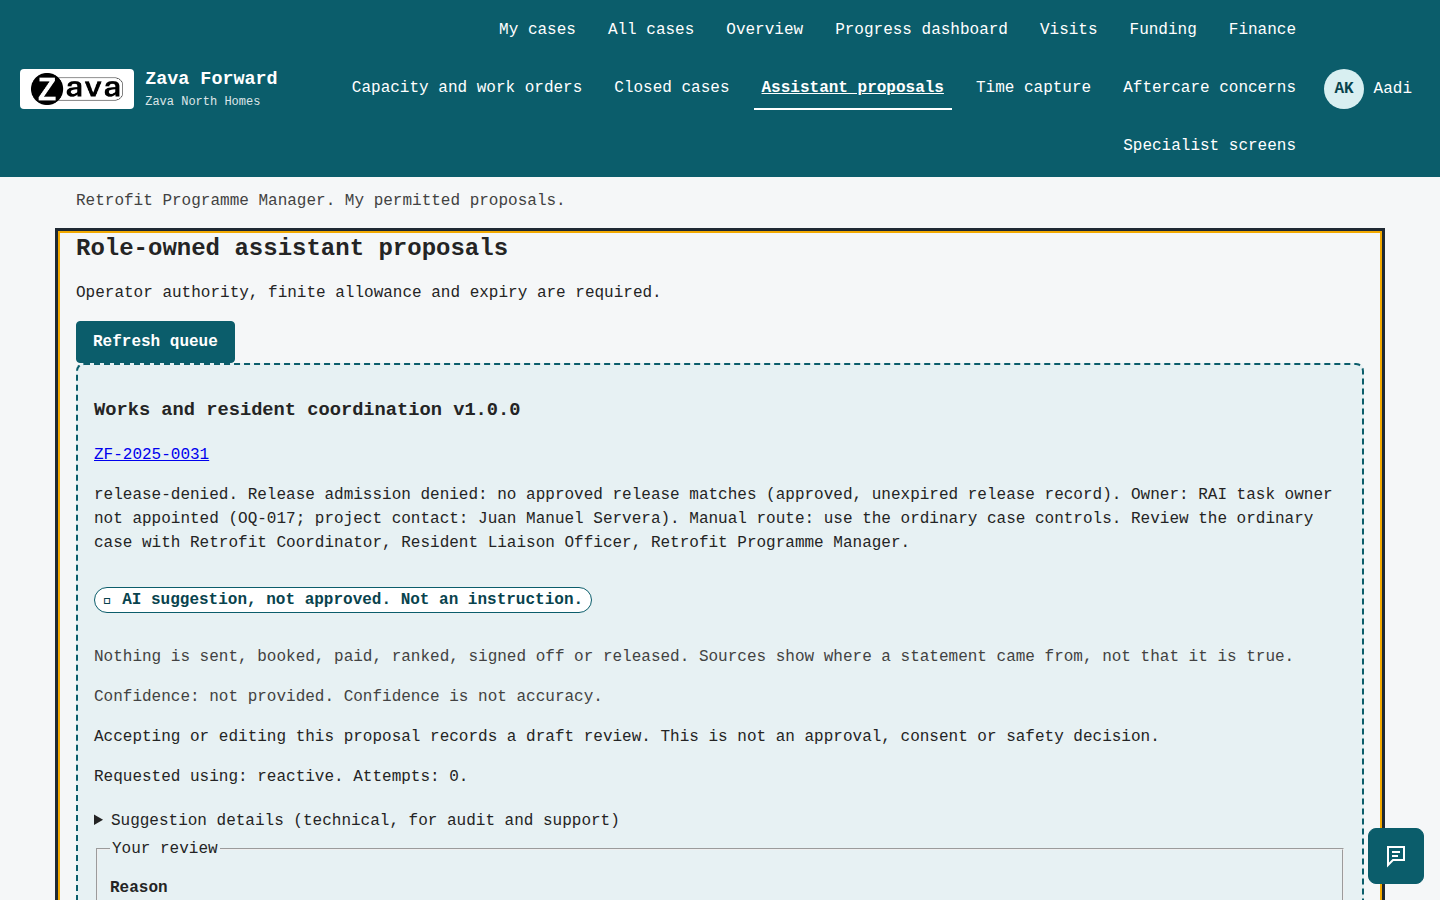 My cases All cases Overview Progress dashboard Visits Funding Finance
Zava Zava Forward
Zava North Homes
Capacity and work orders Closed cases Assistant proposals Time capture Aftercare concerns
AK Aadi
Specialist screens
Retrofit Programme Manager. My permitted proposals.
Role-owned assistant proposals
Operator authority, finite allowance and expiry are required.
Refresh queue
Works and resident coordination v1.0.0
ZF-2025-0031
release-denied. Release admission denied: no approved release matches (approved, unexpired release record). Owner: RAI task owner
not appointed (OQ-017; project contact: Juan Manuel Servera). Manual route: use the ordinary case controls. Review the ordinary
case with Retrofit Coordinator, Resident Liaison Officer, Retrofit Programme Manager.
AI suggestion, not approved. Not an instruction.
Nothing is sent, booked, paid, ranked, signed off or released. Sources show where a statement came from, not that it is true.
Confidence: not provided. Confidence is not accuracy.
Accepting or editing this proposal records a draft review. This is not an approval, consent or safety decision.
Requested using: reactive. Attempts: 0.
Suggestion details (technical, for audit and support)
Your review
Reason